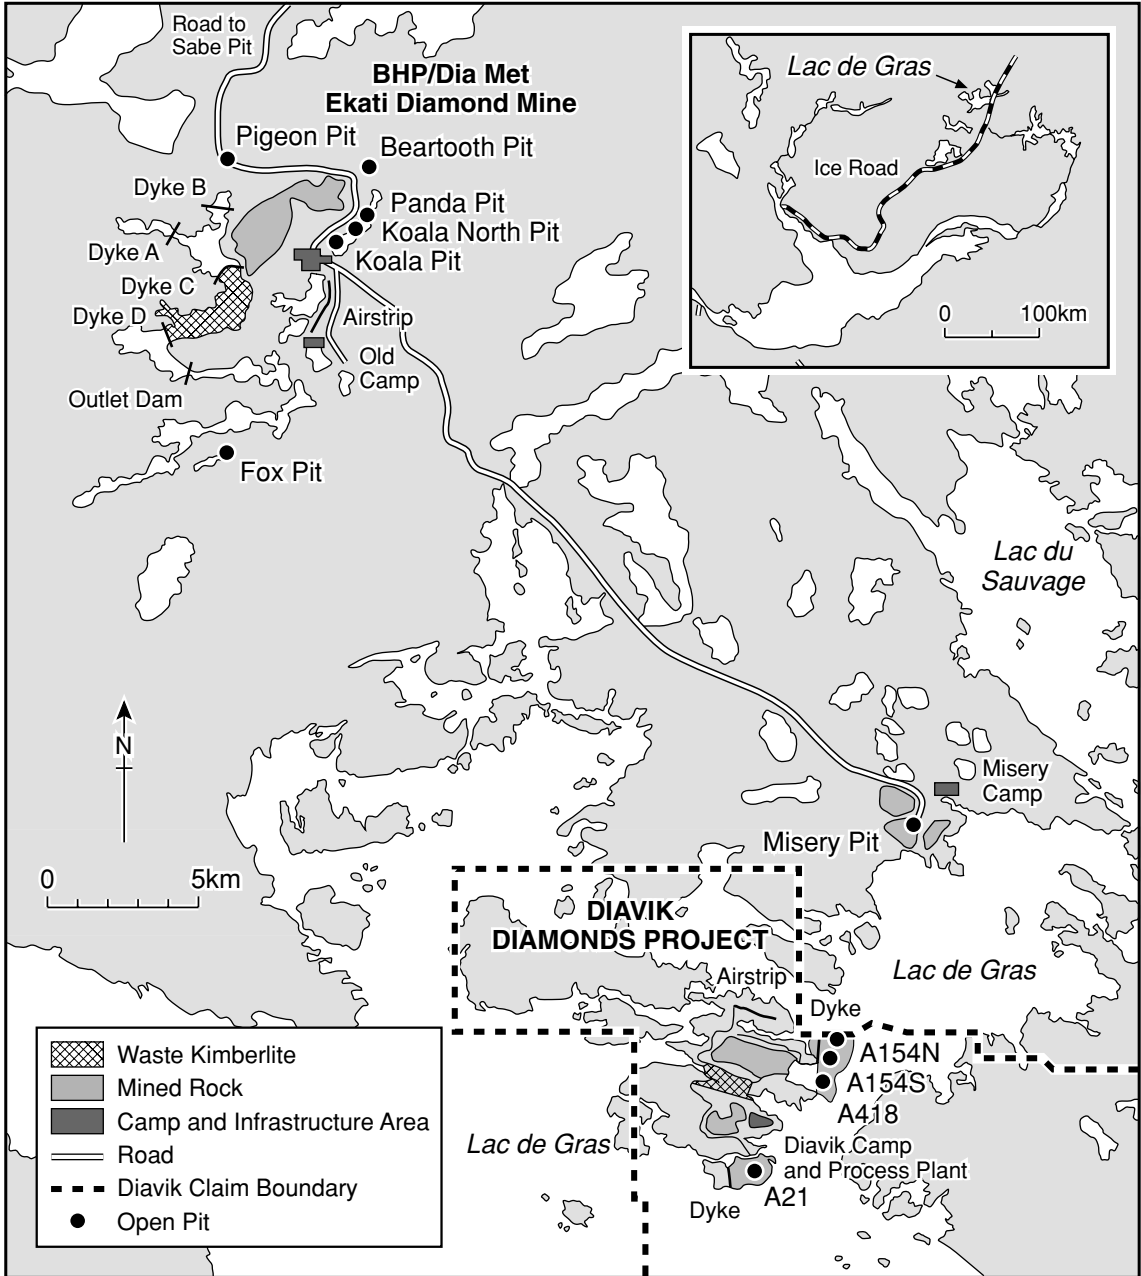 Road to
Sabe Pit
BHP/Dia Met
Ekati Diamond Mine
Pigeon Pit
Beartooth Pit
Dyke B
Panda Pit
Koala North Pit
Dyke A
Koala Pit
Dyke C
Dyke D
Airstrip
Old
Camp
Outlet Dam
Fox Pit
Lac de Gras
Ice Road
0 100km
Lac du
Sauvage
N
Misery
Camp
Misery Pit
0 5km
DIAVIK
DIAMONDS PROJECT
Lac de Gras
Airstrip
Dyke
A154N
A154S
A418
Lac de Gras
Diavik Camp
and Process Plant
A21
Dyke
Waste Kimberlite
Mined Rock
Camp and Infrastructure Area
Road
Diavik Claim Boundary
Open Pit